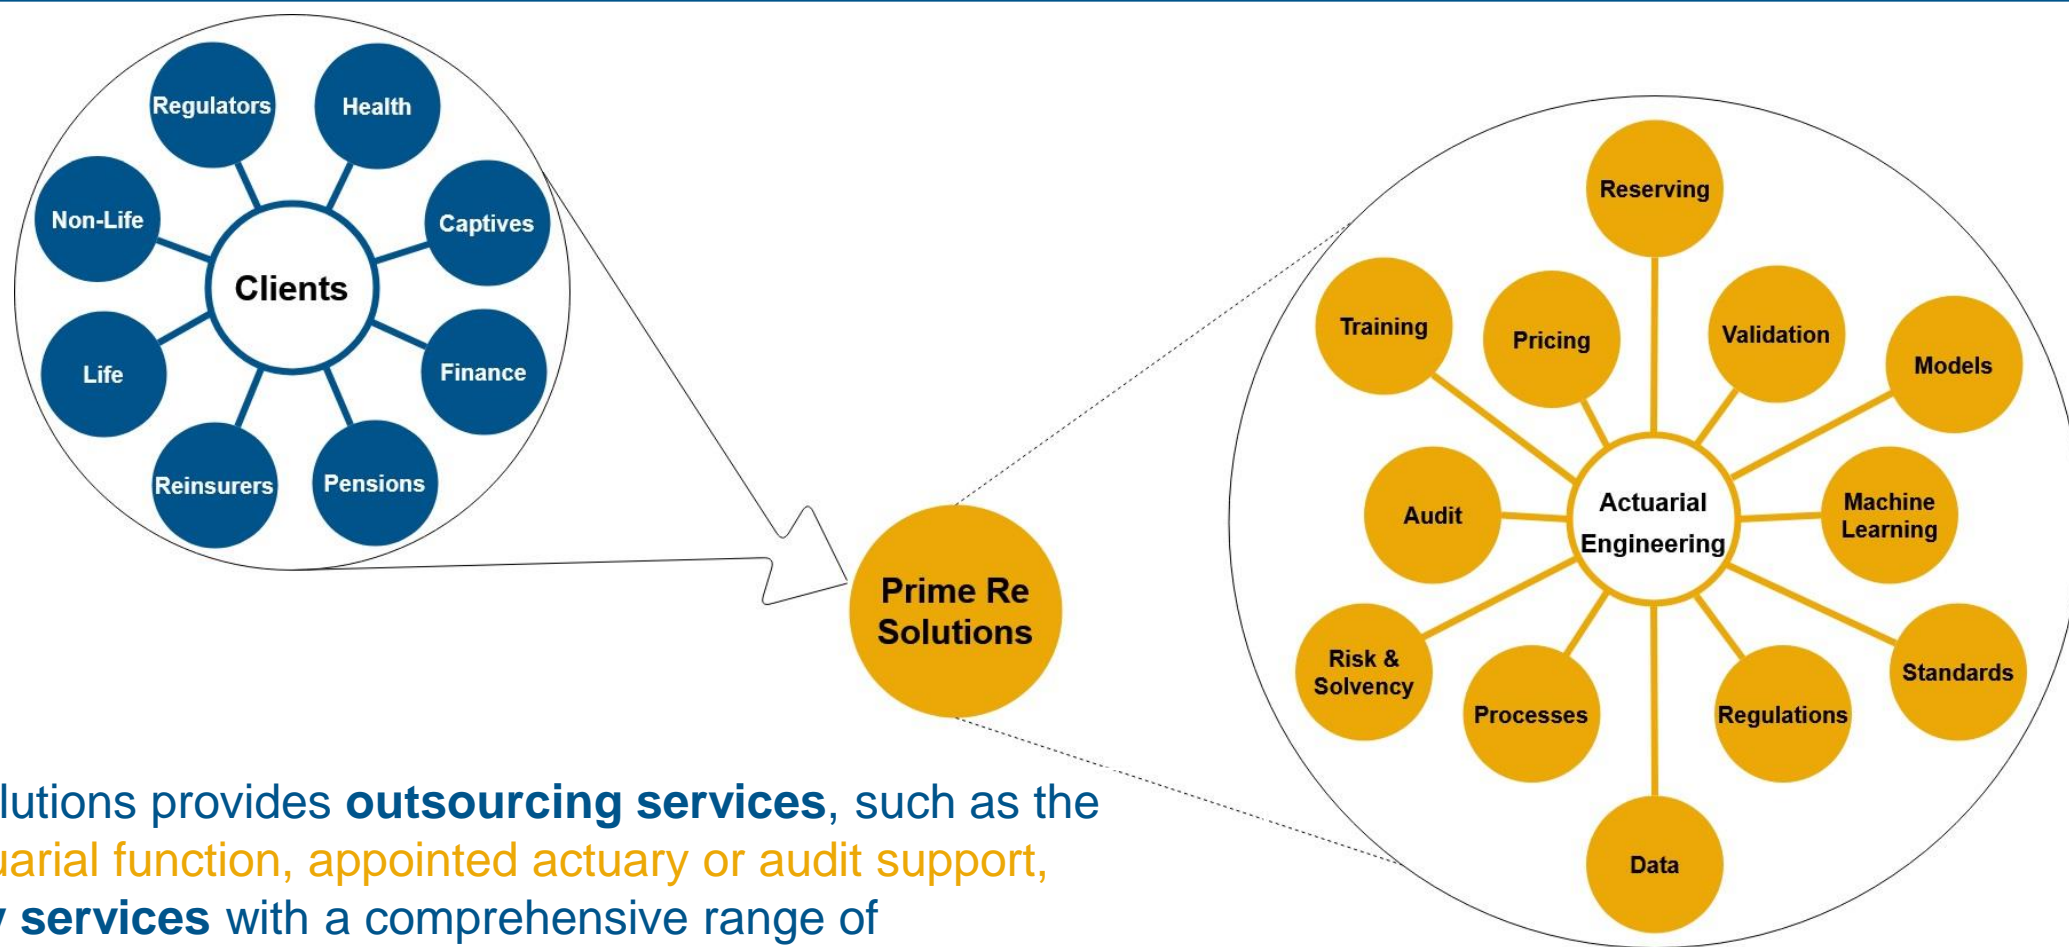 Regulators
Health
Non-Life
Captives
Clients
Life
Finance
Reinsurers
Pensions
Prime Re
Solutions
Reserving
Training
Pricing
Validation
Models
Audit
Actuarial
Engineering
Machine
Learning
Risk &
Solvency
Processes
Regulations
Standards
Data
lutions provides outsourcing services, such as the
uarial function, appointed actuary or audit support,
services with a comprehensive range of